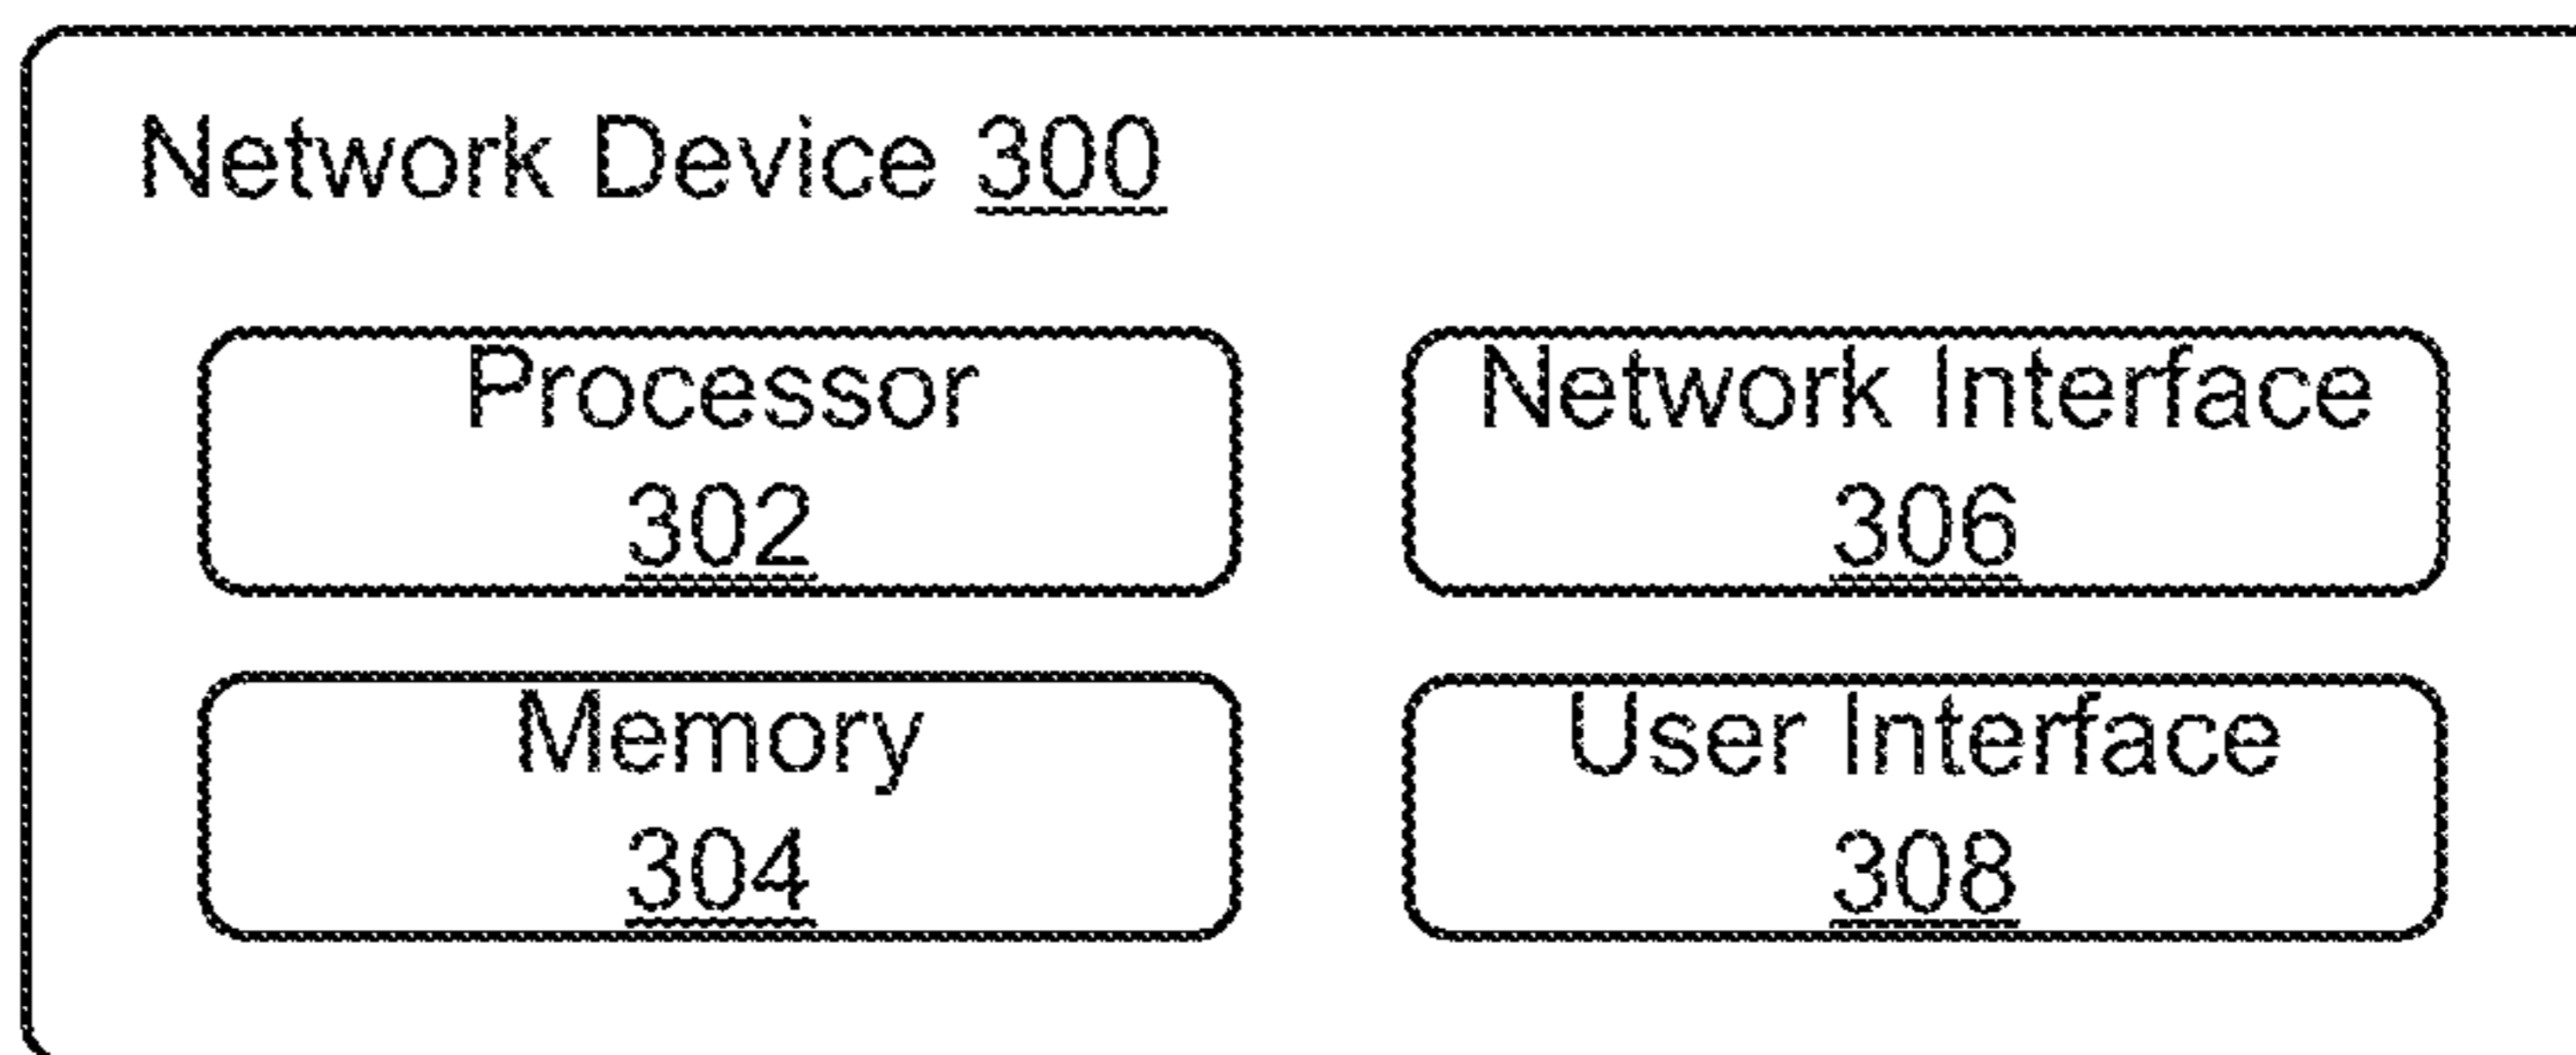 Network Device 300
Processor
302
Network Interface
306
Memory
304
User Interface
308